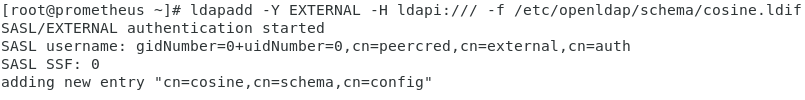 [root@prometheus ~]# ldapadd -Y EXTERNAL -H ldapi:/// -f /etc/openldap/schema/cosine.ldif
SASL/EXTERNAL authentication started
SASL username: gidNumber=0+uidNumber=0,cn=peercred,cn=external,cn=auth
SASL SSF: 0
adding new entry "cn=cosine,cn=schema,cn=config"